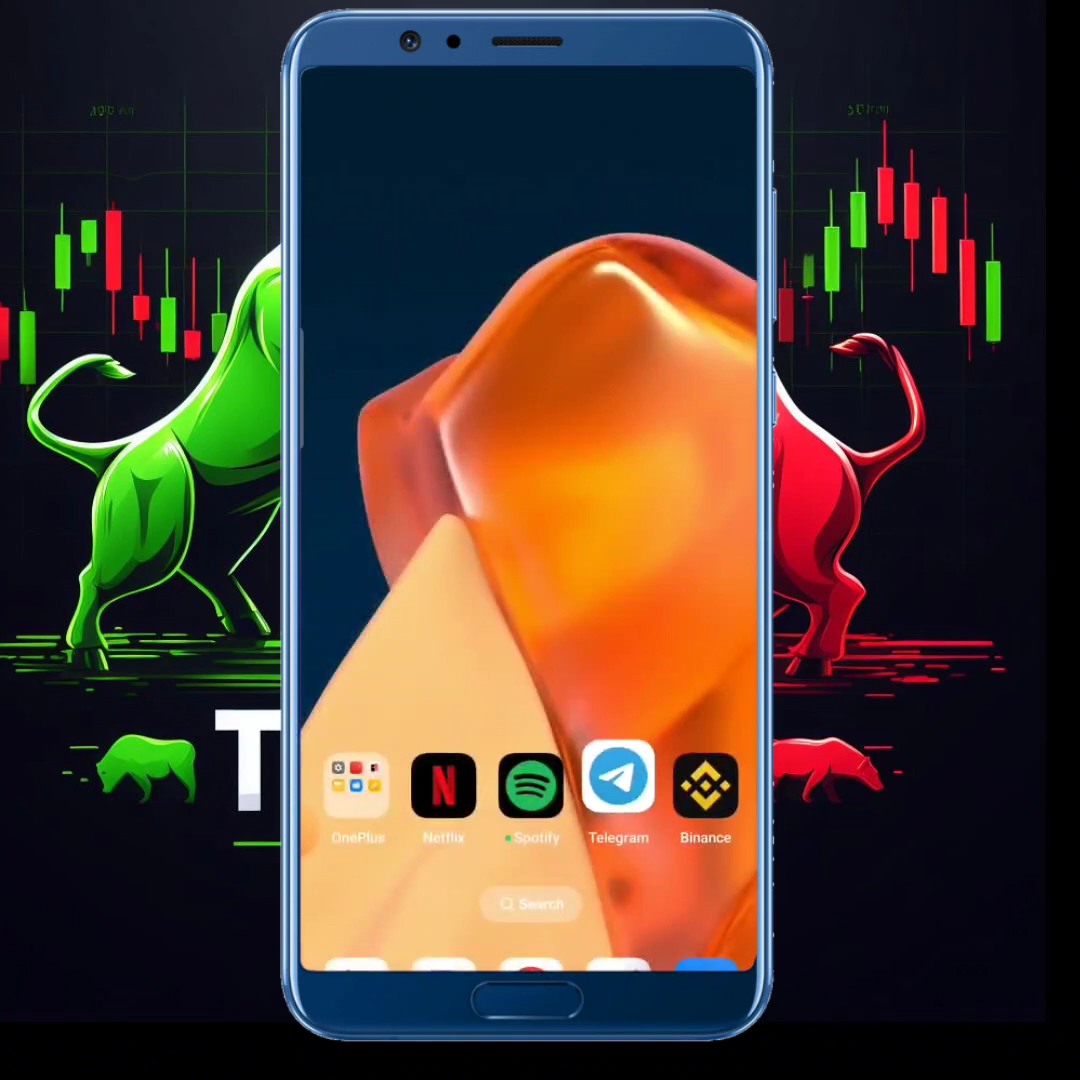 T
N
OnePlus
Netflix
Spotify
Telegram
Binance
Search